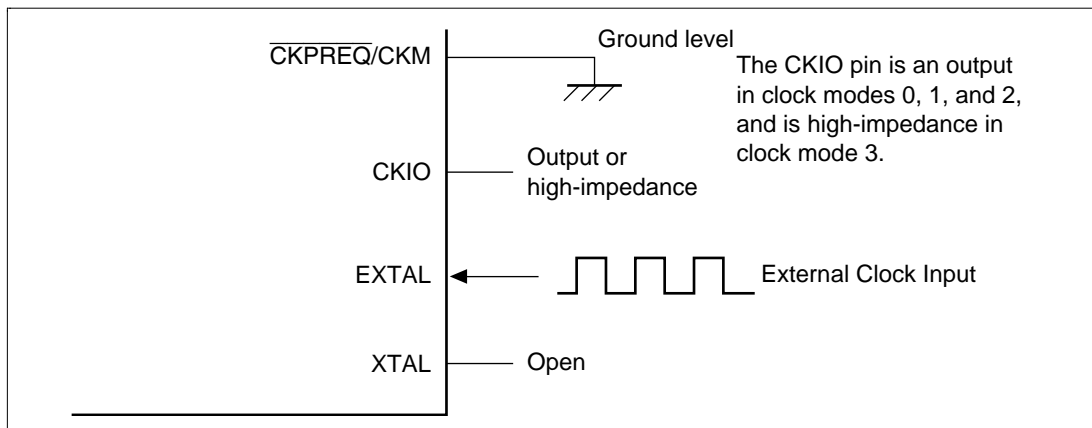 CKPREQ/CKM
Ground level
The CKIO pin is an output
in clock modes 0, 1, and 2,
and is high-impedance in
clock mode 3.
CKIO
Output or
high-impedance
EXTAL
External Clock Input
XTAL
Open